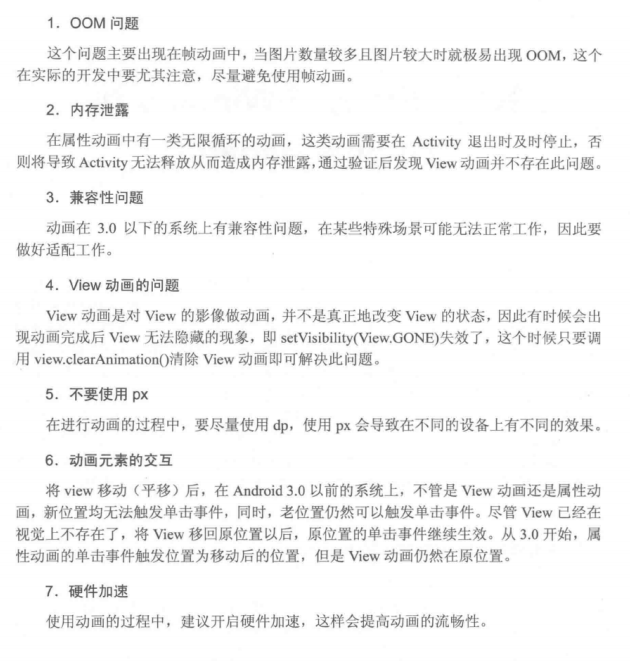 1．OOM 问题
这个问题主要出现在帧动画中，当图片数量较多且图片较大时就极易出现 OOM，这个
在实际的开发中要尤其注意，尽量避免使用帧动画。
2．内存泄露
在属性动画中有一类无限循环的动画，这类动画需要在 Activity 退出时及时停止，否
则将导致 Activity 无法释放从而造成内存泄露，通过验证后发现 View 动画并不存在此问题。
3．兼容性问题
动画在 3.0 以下的系统上有兼容性问题，在某些特殊场景可能无法正常工作，因此要
做好适配工作。
4．View 动画的问题
View 动画是对 View 的影像做动画，并不是真正地改变 View 的状态，因此有时候会出
现动画完成后 View 无法隐藏的现象，即 setVisibility(View.GONE)失效了，这个时候只要调
用 view.clearAnimation()清除 View 动画即可解决此问题。
5．不要使用 px
在进行动画的过程中，要尽量使用 dp，使用 px 会导致在不同的设备上有不同的效果。
6．动画元素的交互
将 view 移动（平移）后，在 Android 3.0 以前的系统上，不管是 View 动画还是属性动
画，新位置均无法触发单击事件，同时，老位置仍然可以触发单击事件。尽管 View 已经在
视觉上不存在了，将 View 移回原位置以后，原位置的单击事件继续生效。从 3.0 开始，属
性动画的单击事件触发位置为移动后的位置，但是 View 动画仍然在原位置。
7．硬件加速
使用动画的过程中，建议开启硬件加速，这样会提高动画的流畅性。